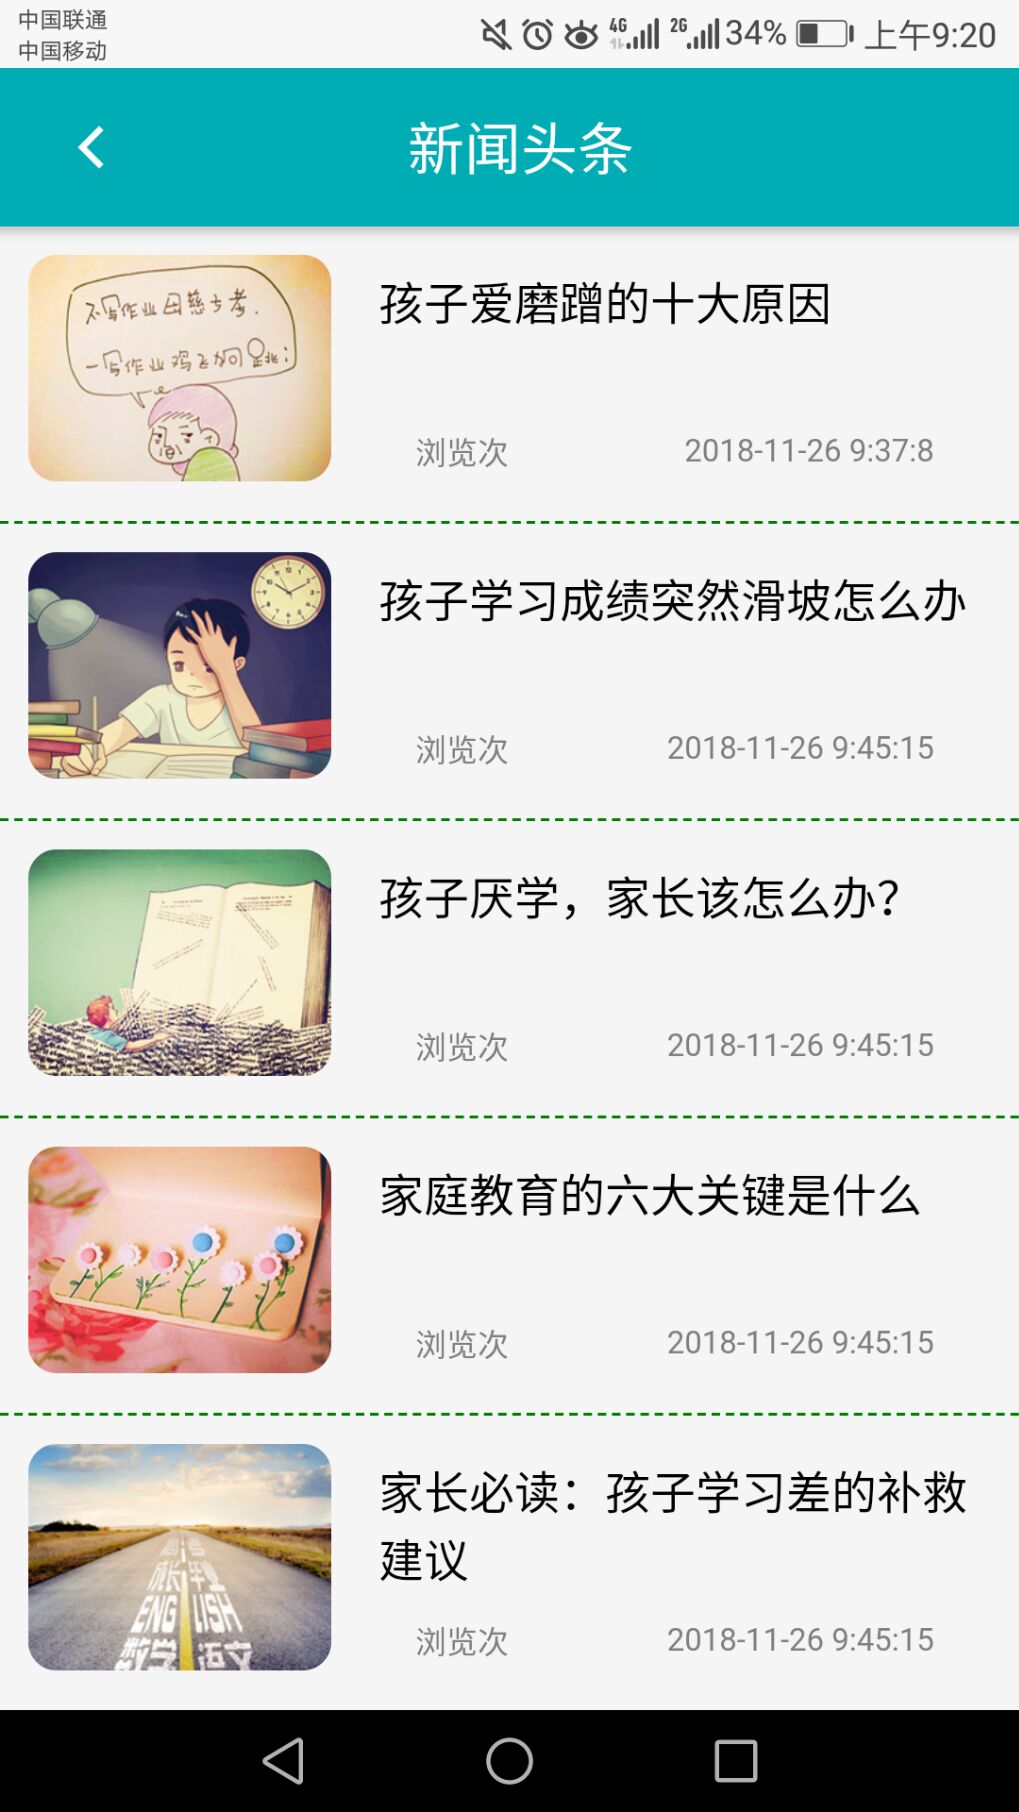 中国联通
中国移动
4G 2G 34% 上午9:20
新闻头条
不写作业母慈子孝.
一写作业鸡飞狗跳;
孩子爱磨蹭的十大原因
浏览次 2018-11-26 9:37:8
孩子学习成绩突然滑坡怎么办
浏览次 2018-11-26 9:45:15
孩子厌学，家长该怎么办？
浏览次 2018-11-26 9:45:15
家庭教育的六大关键是什么
浏览次 2018-11-26 9:45:15
成长 毕业
ENG LISH
数学 语文
家长必读：孩子学习差的补救
建议
浏览次 2018-11-26 9:45:15